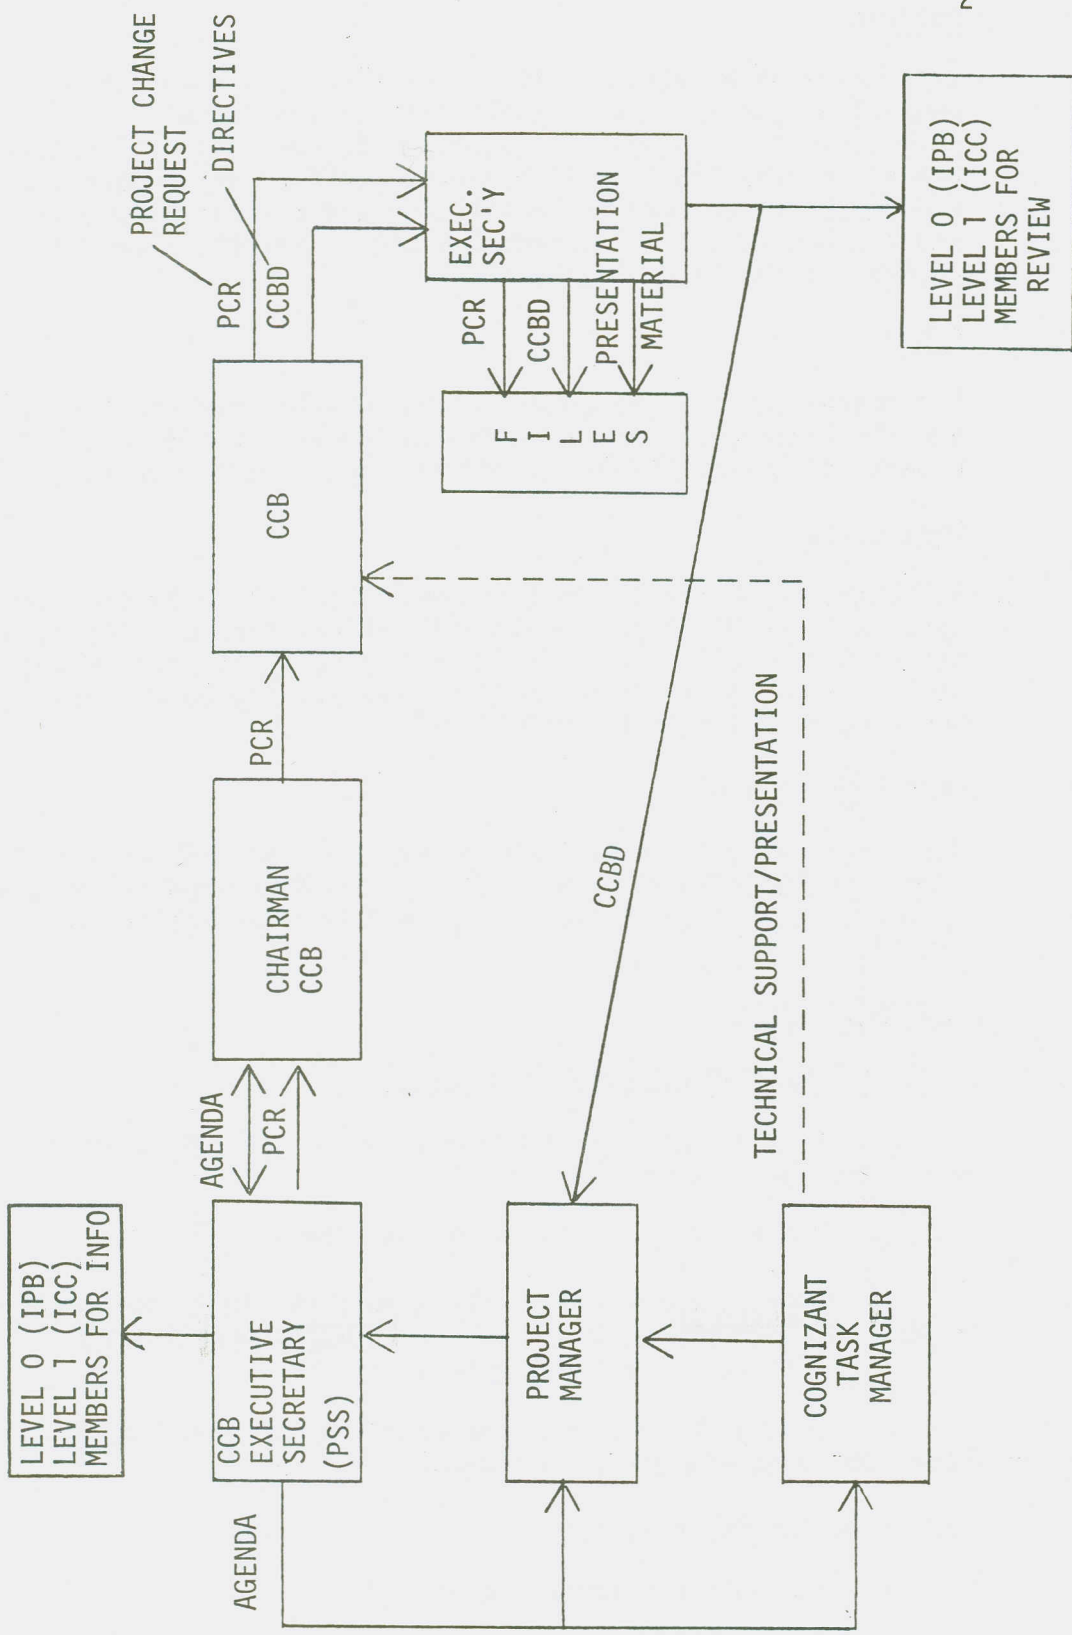 LEVEL 0 (IPB)
LEVEL 1 (ICC)
MEMBERS FOR INFO
AGENDA
CCB
EXECUTIVE
SECRETARY
(PSS)
AGENDA
PCR
CHAIRMAN
CCB
PCR
CCB
PCR
CCBD
PROJECT CHANGE
REQUEST
DIRECTIVES
PROJECT
MANAGER
CCBD
FILES
PCR
CCBD
PRESENTATION
MATERIAL
EXEC.
SEC'Y
COGNIZANT
TASK
MANAGER
TECHNICAL SUPPORT/PRESENTATION
LEVEL 0 (IPB)
LEVEL 1 (ICC)
MEMBERS FOR
REVIEW